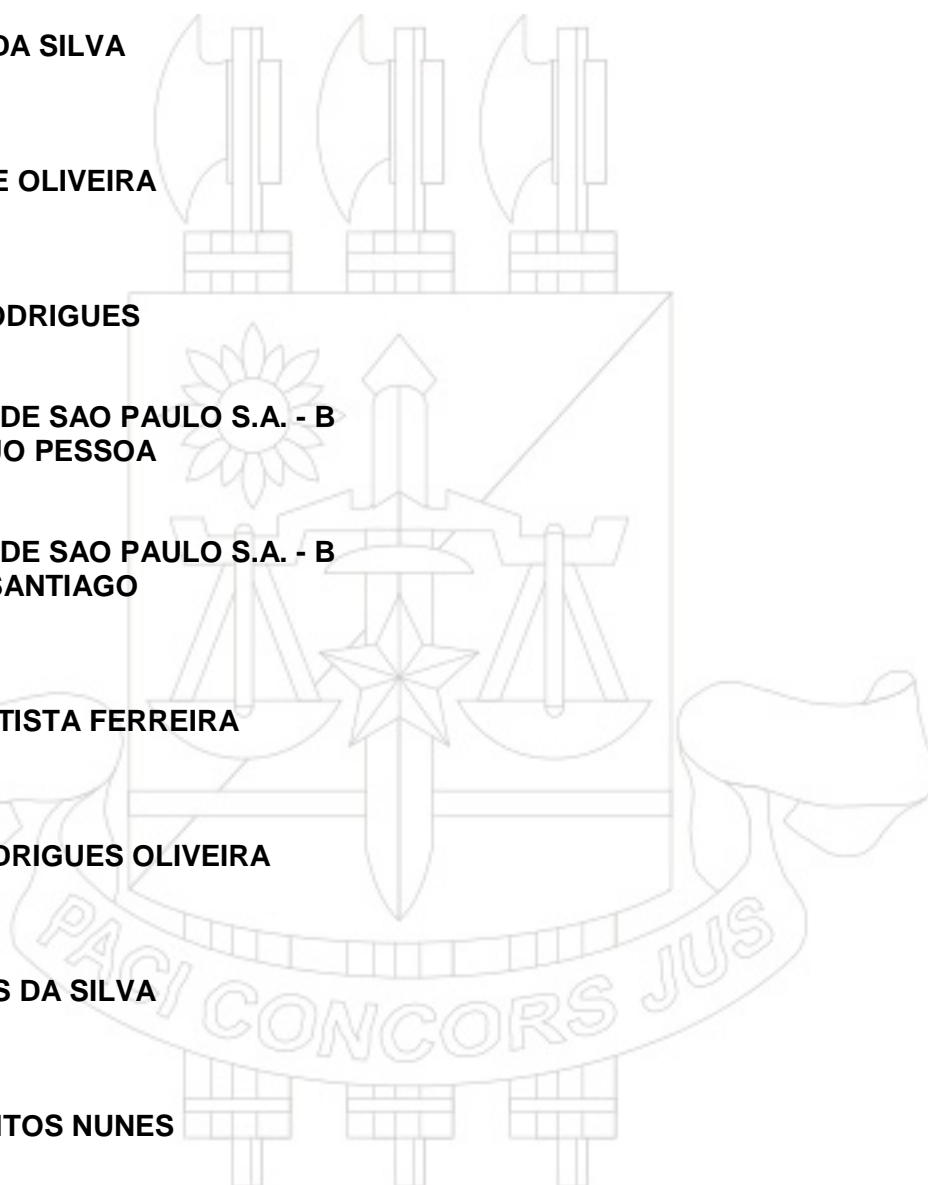 DA SILVA
E OLIVEIRA
ODRIGUES
DE SAO PAULO S.A. - B
JO PESSOA
DE SAO PAULO S.A. - B
SANTIAGO
TISTA FERREIRA
DRIGUES OLIVEIRA
S DA SILVA
NTOS NUNES
PACI CONCORS JUS